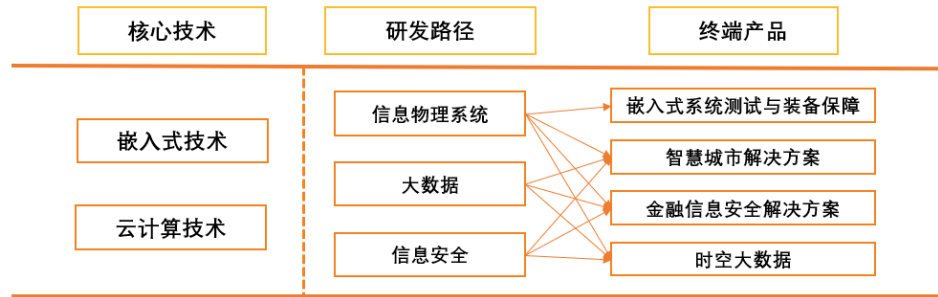 核心技术
研发路径
终端产品
嵌入式技术
云计算技术
信息物理系统
大数据
信息安全
嵌入式系统测试与装备保障
智慧城市解决方案
金融信息安全解决方案
时空大数据